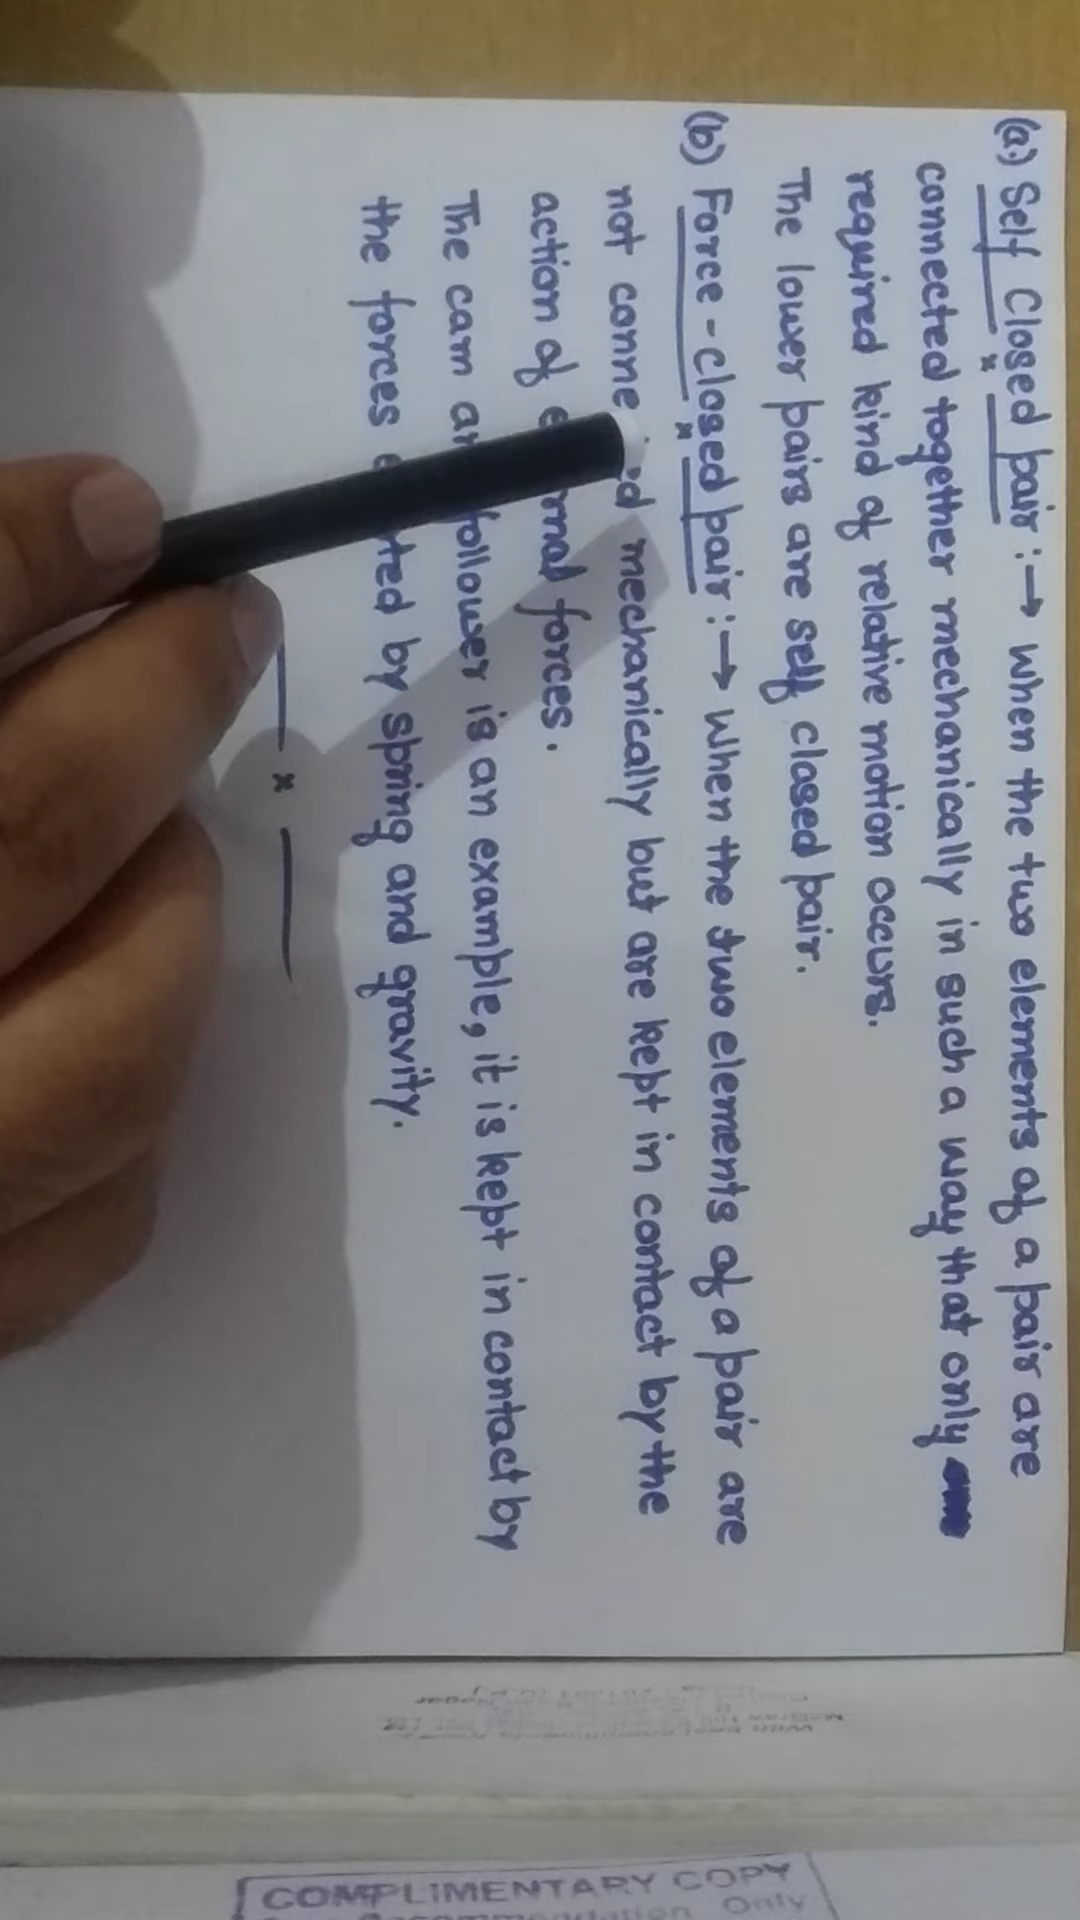 (a.) Self Closed pair :→ when the two elements of a pair are
connected together mechanically in such a way that only
required kind of relative motion occurs.
The lower pairs are self closed pair.
(b) Force-closed pair :→ when the two elements of a pair are
not mechanically but are kept in contact by the
action of forces.
The cam follower is an example, it is kept in contact by
the forces by spring and gravity.
COMPLIMENTARY COPY
Only